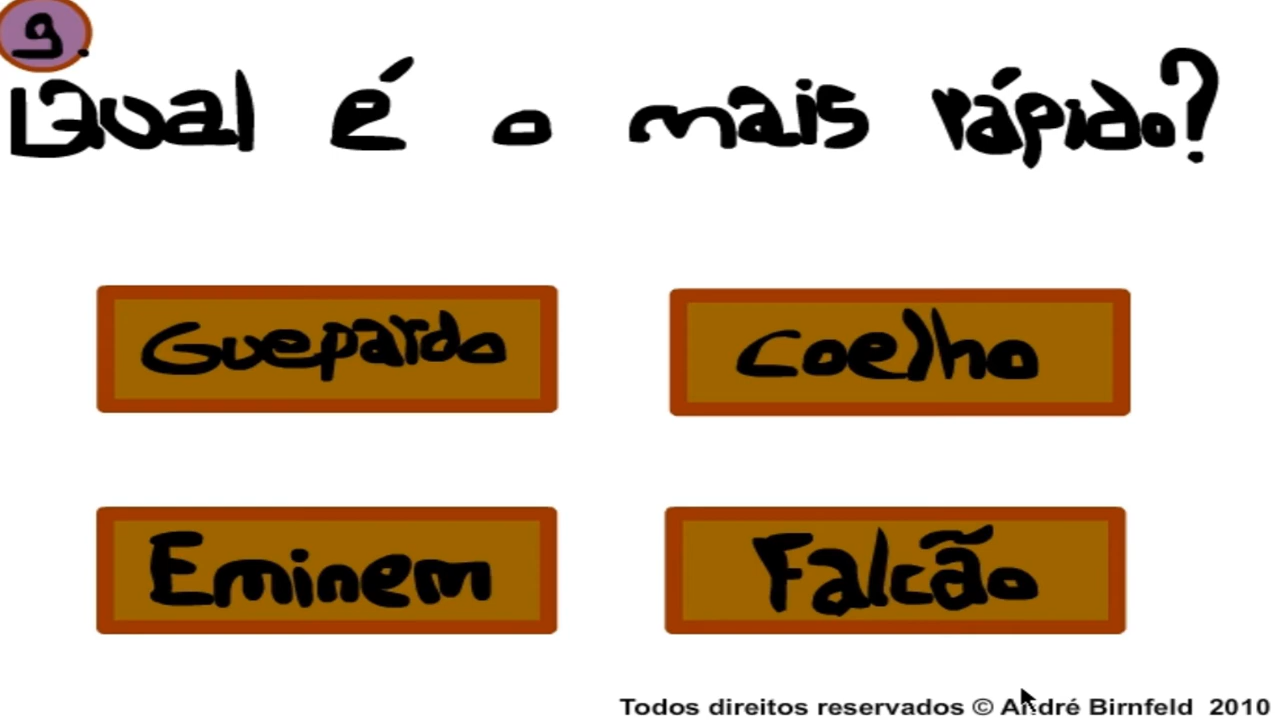 9.
Qual é o mais rápido?
Guepardo
Coelho
Eminem
Falcão
Todos direitos reservados © André Birnfeld 2010